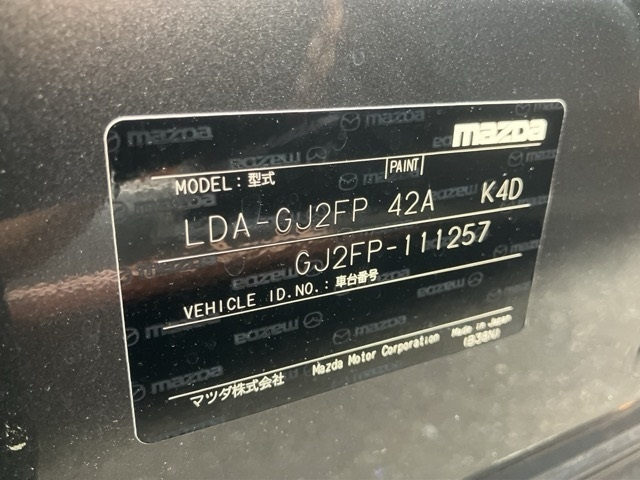 mazda
MODEL: 型式 PAINT
LDA-GJ2FP 42A K4D
GJ2FP-111257
VEHICLE ID.NO.: 車台番号
マツダ株式会社 Mazda Motor Corporation Made in Japan